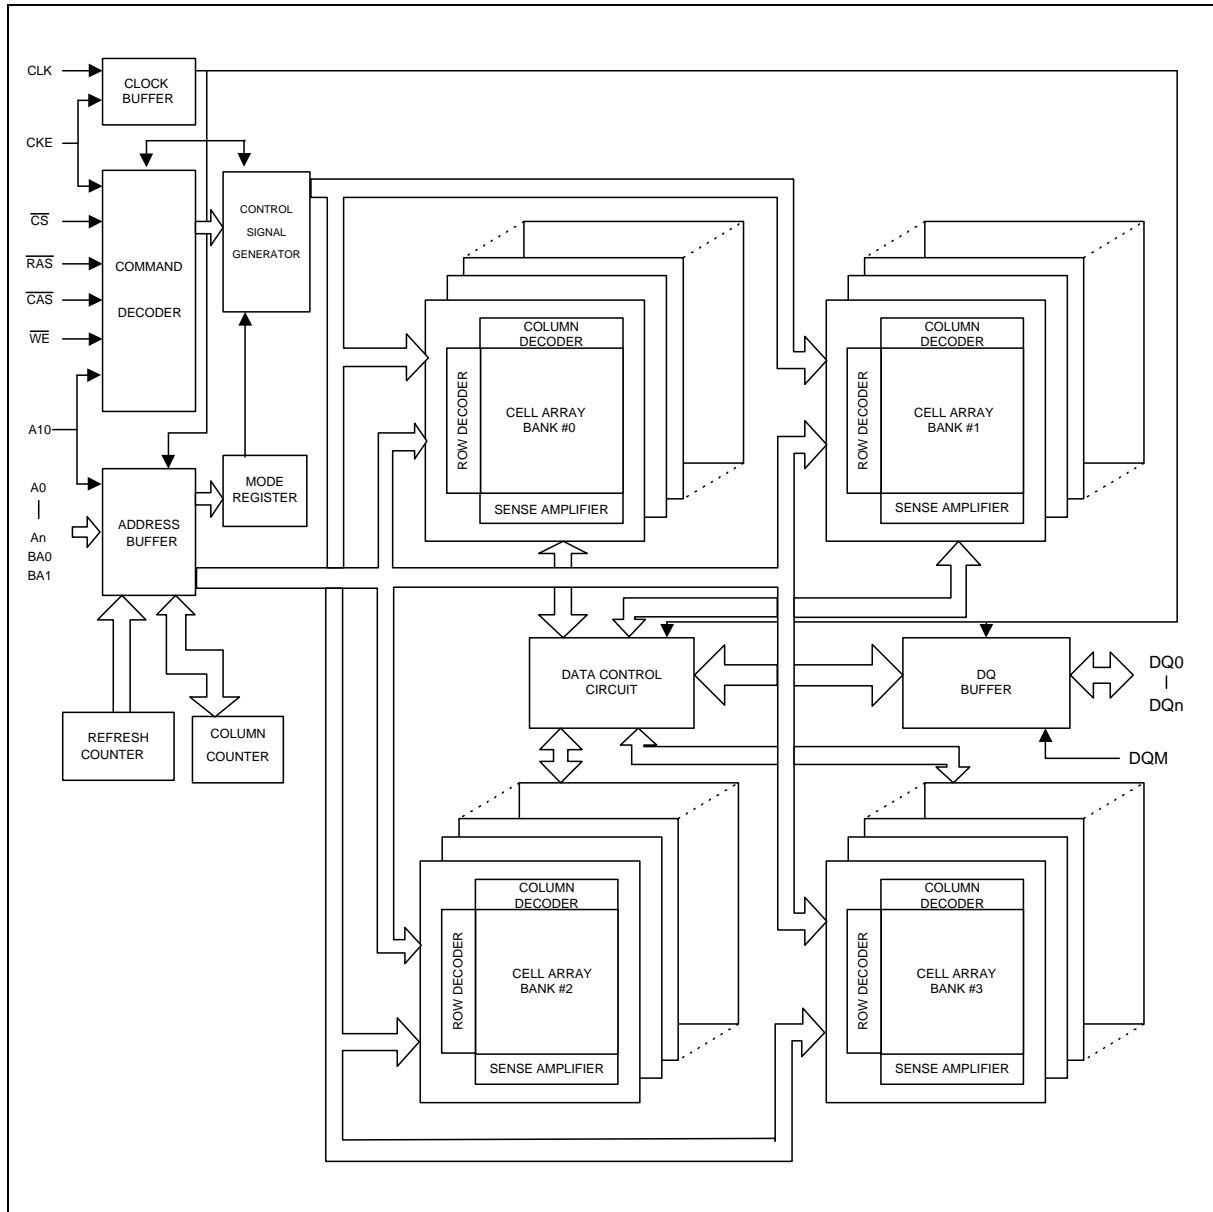 CLK
CLOCK
BUFFER
CKE
CS
RAS
CAS
WE
COMMAND
DECODER
CONTROL
SIGNAL
GENERATOR
A10
A0
An
BA0
BA1
ADDRESS
BUFFER
MODE
REGISTER
REFRESH
COUNTER
COLUMN
COUNTER
COLUMN
DECODER
ROW DECODER
CELL ARRAY
BANK #0
SENSE AMPLIFIER
COLUMN
DECODER
ROW DECODER
CELL ARRAY
BANK #1
SENSE AMPLIFIER
DATA CONTROL
CIRCUIT
DQ
BUFFER
DQ0
DQn
DQM
COLUMN
DECODER
ROW DECODER
CELL ARRAY
BANK #2
SENSE AMPLIFIER
COLUMN
DECODER
ROW DECODER
CELL ARRAY
BANK #3
SENSE AMPLIFIER